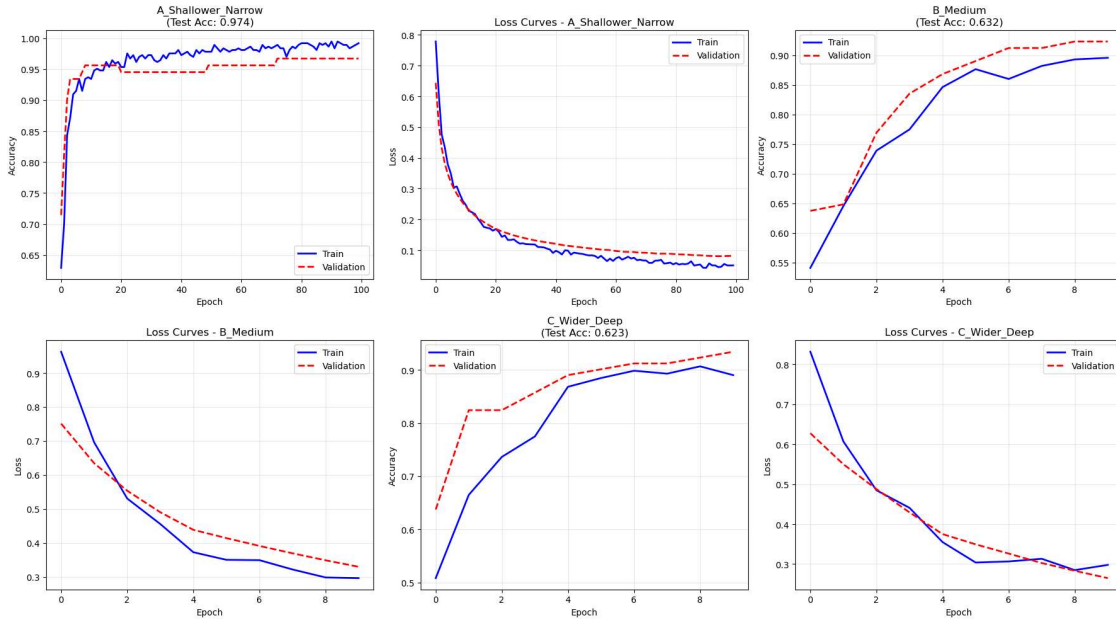 A_Shallower_Narrow
(Test Acc: 0.974)
1.00
0.95
0.90
0.85
0.80
0.75
0.70
0.65
Accuracy
Train
Validation
0
20
40
60
80
100
Epoch
Loss Curves - A_Shallower_Narrow
0.8
0.7
0.6
0.5
0.4
0.3
0.2
0.1
Loss
Train
Validation
0
20
40
60
80
100
Epoch
B_Medium
(Test Acc: 0.632)
0.90
0.85
0.80
0.75
0.70
0.65
0.60
0.55
Accuracy
Train
Validation
0
2
4
6
8
Epoch
Loss Curves - B_Medium
0.9
0.8
0.7
0.6
0.5
0.4
0.3
Loss
Train
Validation
0
2
4
6
8
Epoch
C_Wider_Deep
(Test Acc: 0.623)
0.9
0.8
0.7
0.6
0.5
Accuracy
Train
Validation
0
2
4
6
8
Epoch
Loss Curves - C_Wider_Deep
0.8
0.7
0.6
0.5
0.4
0.3
Loss
Train
Validation
0
2
4
6
8
Epoch